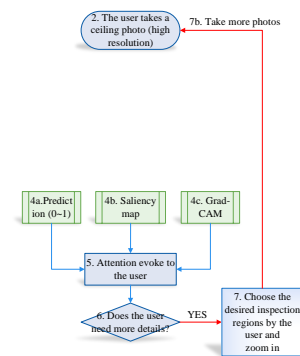 2. The user takes a
ceiling photo (high
resolution)
7b. Take more photos
4a.Predict
ion (0~1)
4b. Saliency
map
4c. Grad-
CAM
5. Attention evoke to
the user
6. Does the user
need more details?
YES
7. Choose the
desired inspection
regions by the
user and
zoom in